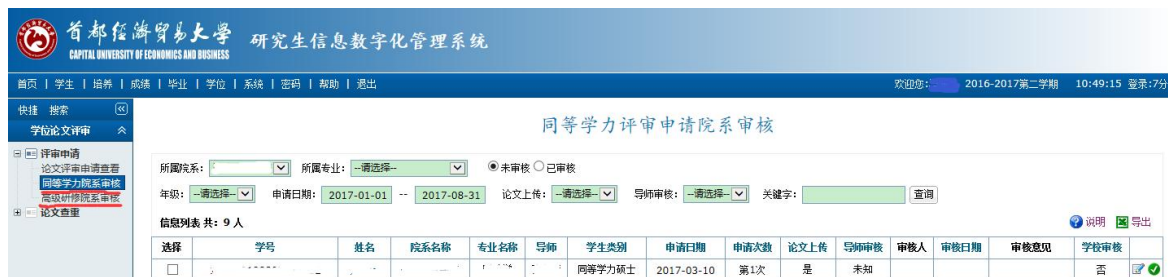 首都经济贸易大学 研究生信息数字化管理系统
CAPITAL UNIVERSITY OF ECONOMICS AND BUSINESS
首页 | 学生 | 培养 | 成绩 | 毕业 | 学位 | 系统 | 密码 | 帮助 | 退出 欢迎您: 2016-2017第二学期 10:49:15 登录:7分
快捷 搜索
学位论文评审
同等学力评审申请院系审核
评审申请
论文评审申请查看
同等学力院系审核
高级研修院系审核
论文查重
所属院系: 所属专业: --请选择-- 未审核 已审核
年级: --请选择-- 申请日期: 2017-01-01 -- 2017-08-31 论文上传: --请选择-- 导师审核: --请选择-- 关键字: 查询
信息列表 共: 9 人 说明 导出
选择 学号 姓名 院系名称 专业名称 导师 学生类别 申请日期 申请次数 论文上传 导师审核 审核人 审核日期 审核意见 学校审核
同等学力硕士 2017-03-10 第1次 是 未知 否